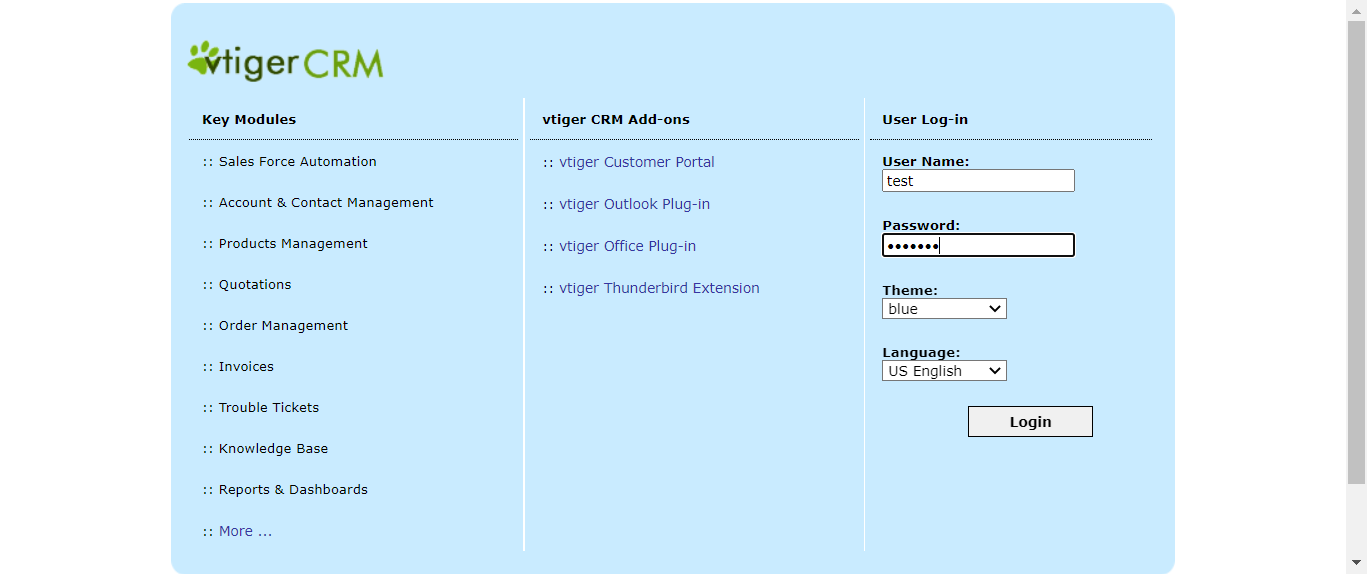 vtiger CRM
Key Modules
:: Sales Force Automation
:: Account & Contact Management
:: Products Management
:: Quotations
:: Order Management
:: Invoices
:: Trouble Tickets
:: Knowledge Base
:: Reports & Dashboards
:: More ...
vtiger CRM Add-ons
:: vtiger Customer Portal
:: vtiger Outlook Plug-in
:: vtiger Office Plug-in
:: vtiger Thunderbird Extension
User Log-in
User Name:
test
Password:
•••••••
Theme:
blue
Language:
US English
Login